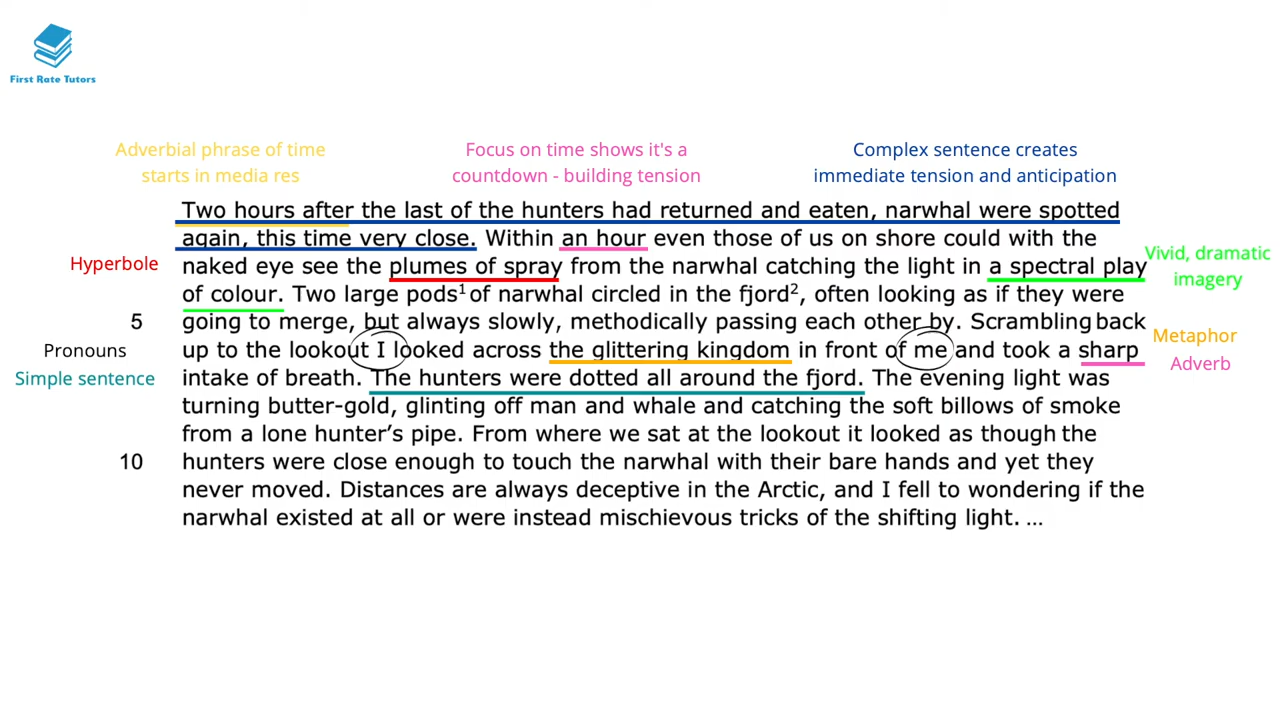 First Rate Tutors
Adverbial phrase of time
starts in media res
Focus on time shows it's a
countdown - building tension
Complex sentence creates
immediate tension and anticipation
Two hours after the last of the hunters had returned and eaten, narwhal were spotted
again, this time very close. Within an hour even those of us on shore could with the
Hyperbole
naked eye see the plumes of spray from the narwhal catching the light in a spectral play
Vivid, dramatic
imagery
of colour. Two large pods¹ of narwhal circled in the fjord², often looking as if they were
5
going to merge, but always slowly, methodically passing each other by. Scrambling back
Pronouns
up to the lookout I looked across the glittering kingdom in front of me and took a sharp
Metaphor
Adverb
Simple sentence
intake of breath. The hunters were dotted all around the fjord. The evening light was
turning butter-gold, glinting off man and whale and catching the soft billows of smoke
from a lone hunter's pipe. From where we sat at the lookout it looked as though the
10
hunters were close enough to touch the narwhal with their bare hands and yet they
never moved. Distances are always deceptive in the Arctic, and I fell to wondering if the
narwhal existed at all or were instead mischievous tricks of the shifting light. ...